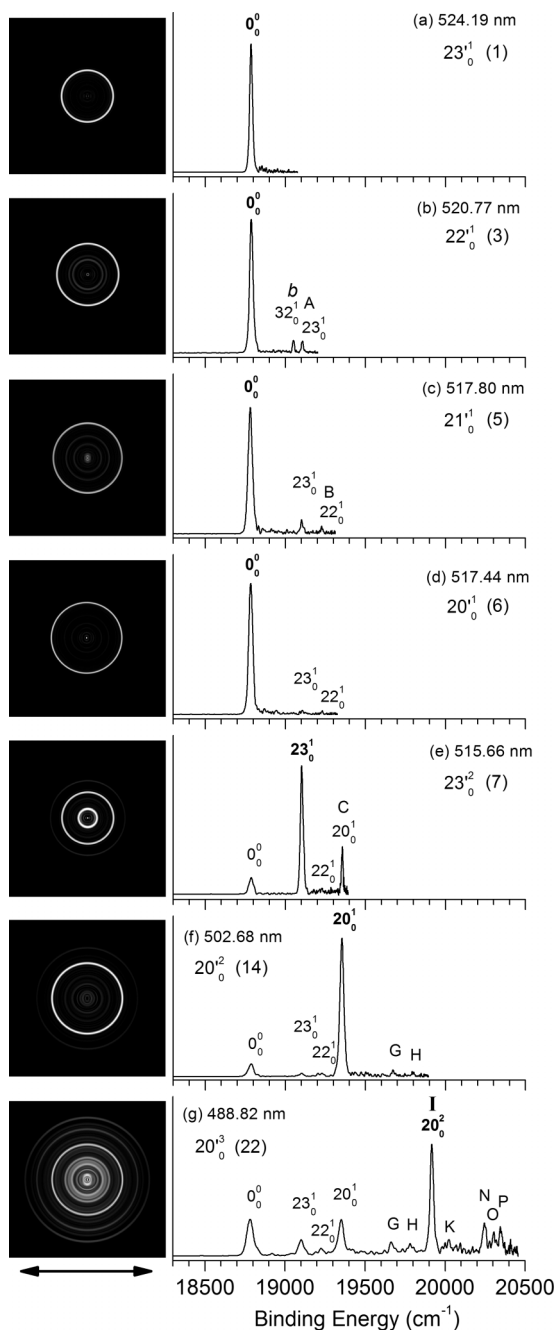 0⁰₀
(a) 524.19 nm
23'¹₀ (1)
0⁰₀
(b) 520.77 nm
22'¹₀ (3)
b A
32¹₀ 23¹₀
0⁰₀
(c) 517.80 nm
21'¹₀ (5)
23¹₀ B
22¹₀
0⁰₀
(d) 517.44 nm
20'¹₀ (6)
23¹₀ 22¹₀
23¹₀
(e) 515.66 nm
23'²₀ (7)
C
0⁰₀ 22¹₀ 20¹₀
20¹₀
(f) 502.68 nm
20'²₀ (14)
0⁰₀ 23¹₀ 22¹₀ G H
I
(g) 488.82 nm 20²₀
20'³₀ (22)
0⁰₀ 23¹₀ 22¹₀ 20¹₀ G H K N O P
18500 19000 19500 20000 20500
Binding Energy (cm⁻¹)